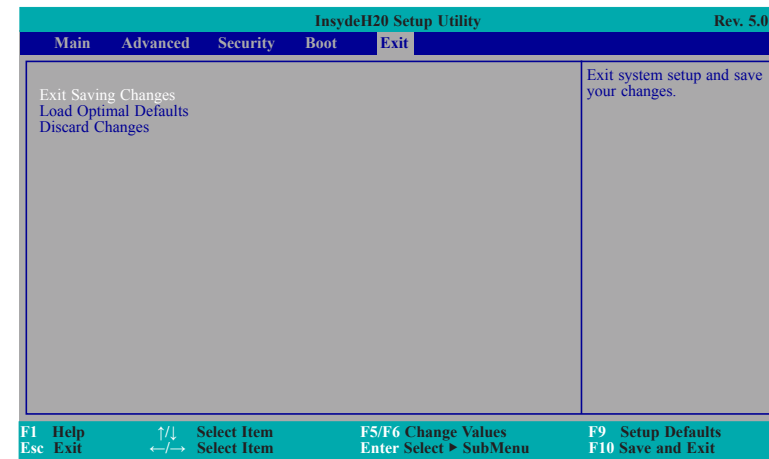 InsydeH20 Setup Utility Rev. 5.0
Main Advanced Security Boot Exit
Exit Saving Changes
Load Optimal Defaults
Discard Changes
Exit system setup and save
your changes.
F1 Help ↑/↓ Select Item F5/F6 Change Values F9 Setup Defaults
Esc Exit ←/→ Select Item Enter Select ► SubMenu F10 Save and Exit